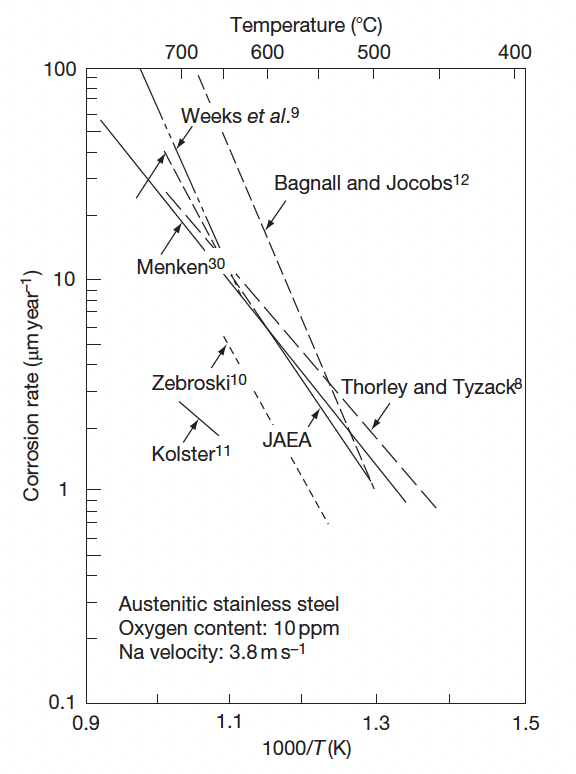 Temperature (°C)
700 600 500 400
100
Weeks et al.9
Bagnall and Jocobs12
Menken30
10
Zebroski10
Thorley and Tyzack8
JAEA
Kolster11
Corrosion rate (μm year–1)
1
Austenitic stainless steel
Oxygen content: 10 ppm
Na velocity: 3.8 m s–1
0.1
0.9 1.1 1.3 1.5
1000/T (K)